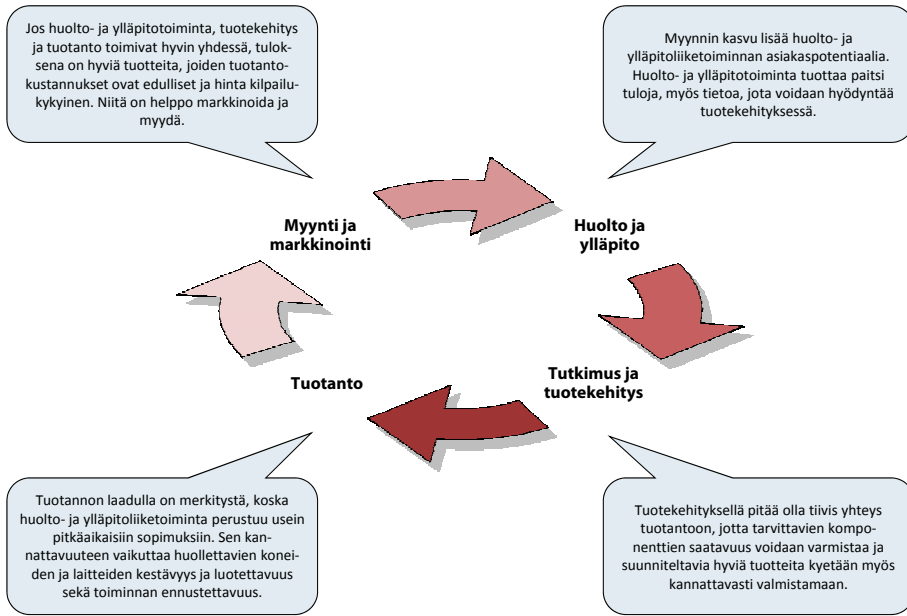 Jos huolto- ja ylläpitotoiminta, tuotekehitys
ja tuotanto toimivat hyvin yhdessä, tulok-
sena on hyviä tuotteita, joiden tuotanto-
kustannukset ovat edulliset ja hinta kilpailu-
kykyinen. Niitä on helppo markkinoida ja
myydä.
Myynnin kasvu lisää huolto- ja
ylläpitoliiketoiminnan asiakaspotentiaalia.
Huolto- ja ylläpitotoiminta tuottaa paitsi
tuloja, myös tietoa, jota voidaan hyödyntää
tuotekehityksessä.
Myynti ja
markkinointi
Huolto ja
ylläpito
Tuotanto
Tutkimus ja
tuotekehitys
Tuotannon laadulla on merkitystä, koska
huolto- ja ylläpitoliiketoiminta perustuu usein
pitkäaikaisiin sopimuksiin. Sen kan-
nattavuuteen vaikuttaa huollettavien konei-
den ja laitteiden kestävyys ja luotettavuus
sekä toiminnan ennustettavuus.
Tuotekehityksellä pitää olla tiivis yhteys
tuotantoon, jotta tarvittavien kompo-
nenttien saatavuus voidaan varmistaa ja
suunniteltavia hyviä tuotteita kyetään myös
kannattavasti valmistamaan.